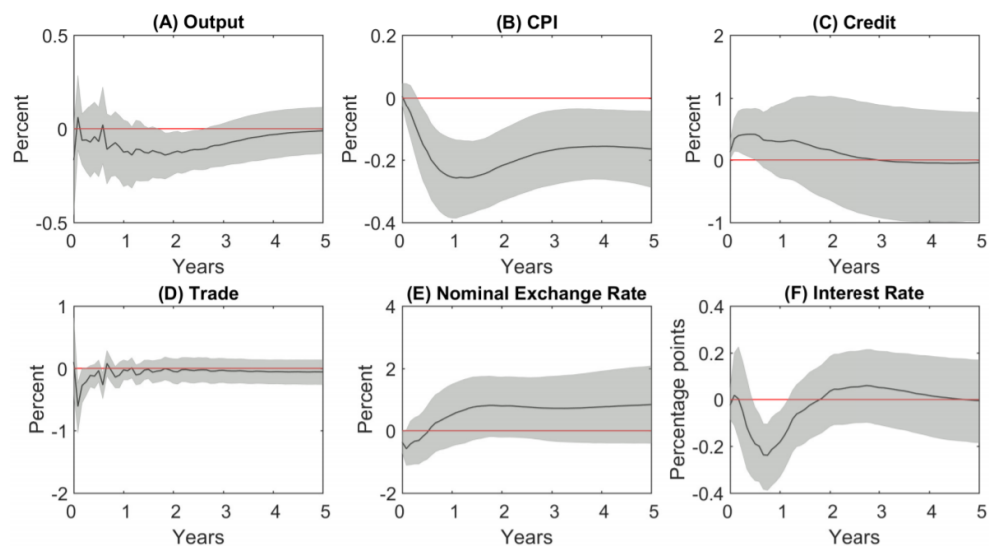 (A) Output
Percent
0.5
0
-0.5
0 1 2 3 4 5
Years
(B) CPI
Percent
0.2
0
-0.2
-0.4
0 1 2 3 4 5
Years
(C) Credit
Percent
2
1
0
-1
0 1 2 3 4 5
Years
(D) Trade
Percent
1
0
-1
-2
0 1 2 3 4 5
Years
(E) Nominal Exchange Rate
Percent
4
2
0
-2
0 1 2 3 4 5
Years
(F) Interest Rate
Percentage points
0.4
0.2
0
-0.2
-0.4
0 1 2 3 4 5
Years